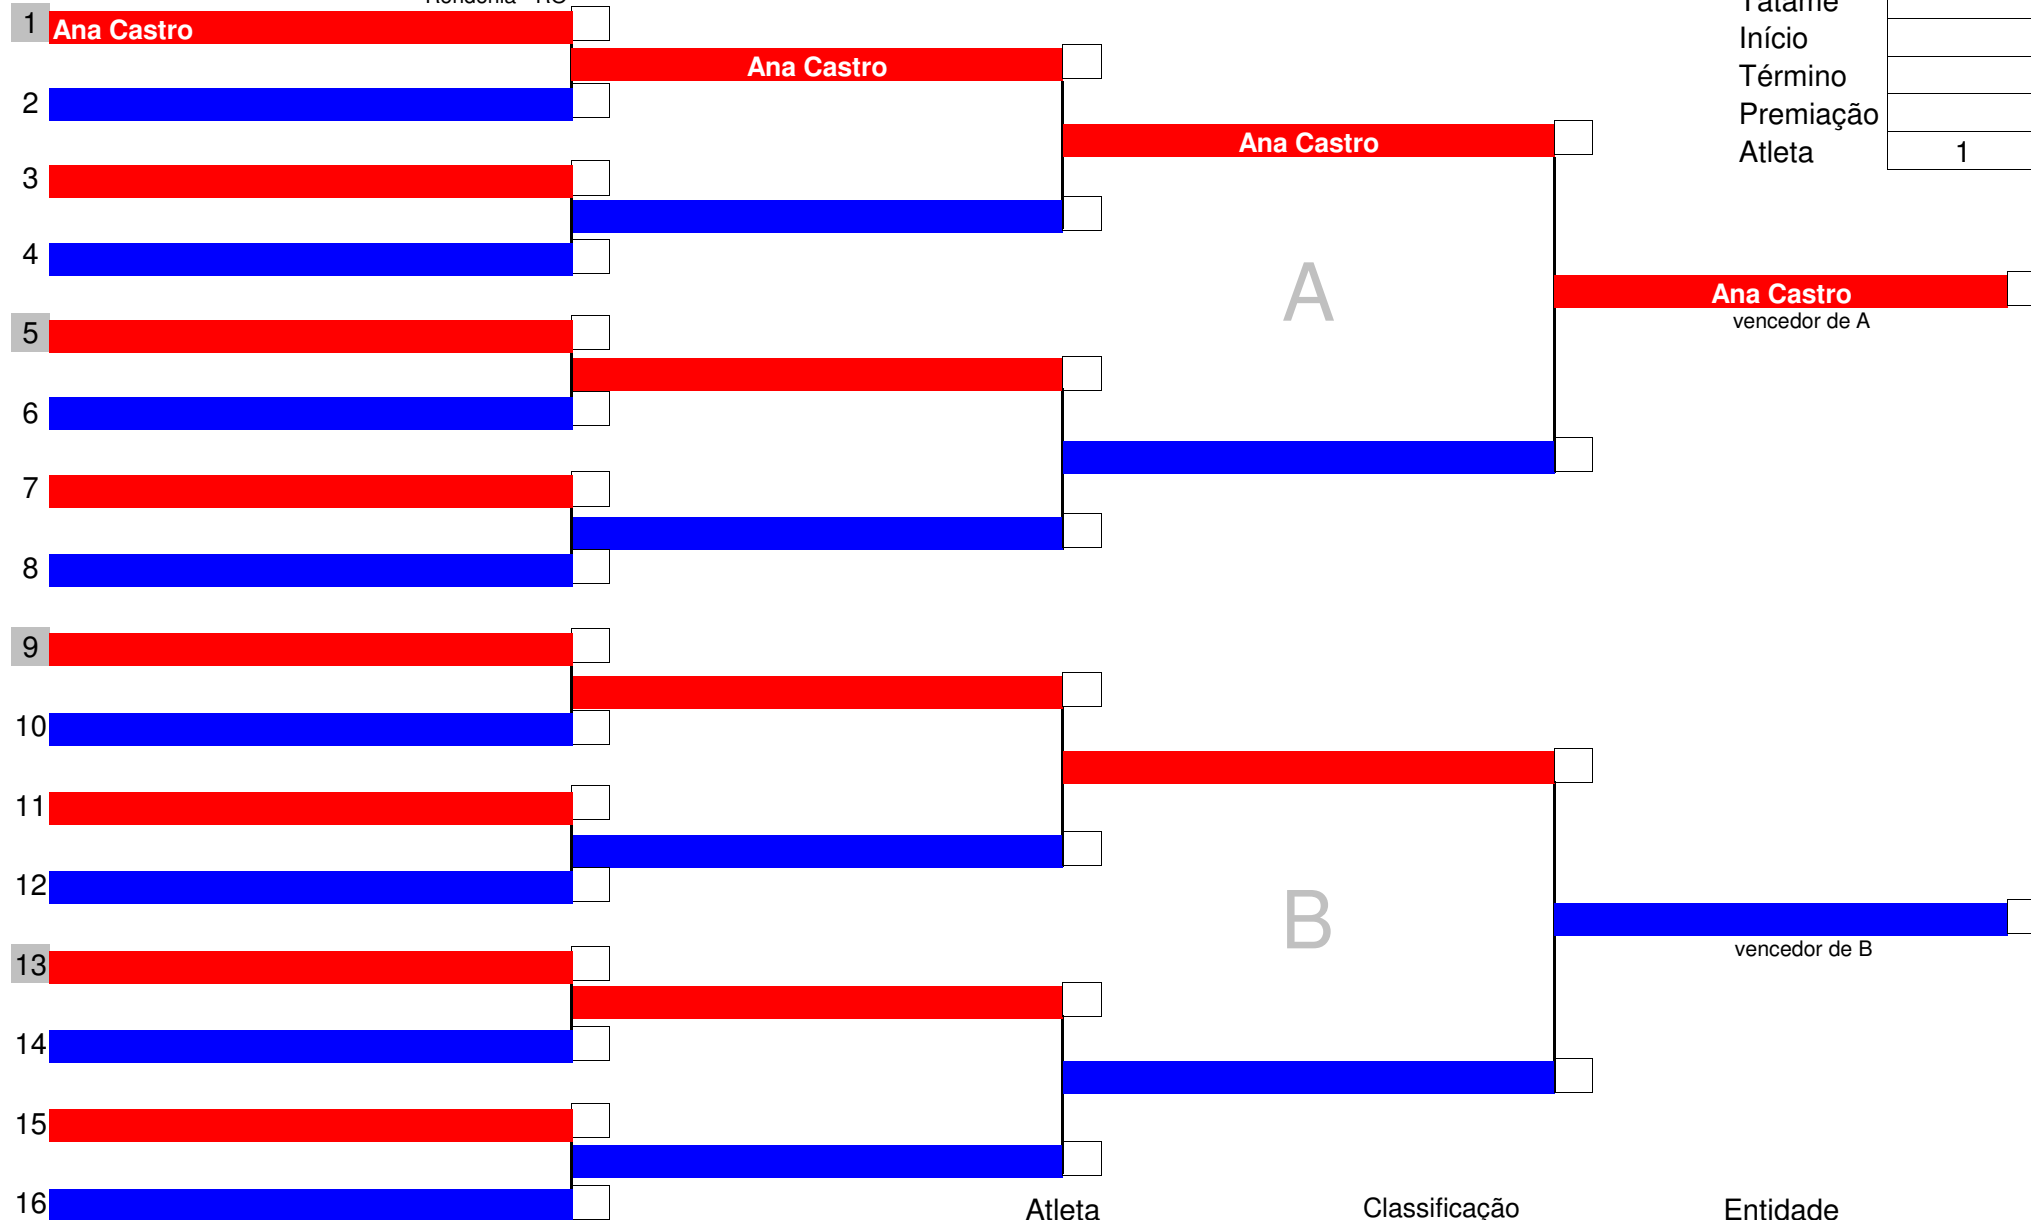 Tatame
1
Ana Castro
Início
Ana Castro
Término
2
Premiação
Ana Castro
Atleta 1
3
4
A
Ana Castro
vencedor de A
5
6
7
8
9
10
11
12
B
vencedor de B
13
14
15
16
Atleta Classificação Entidade